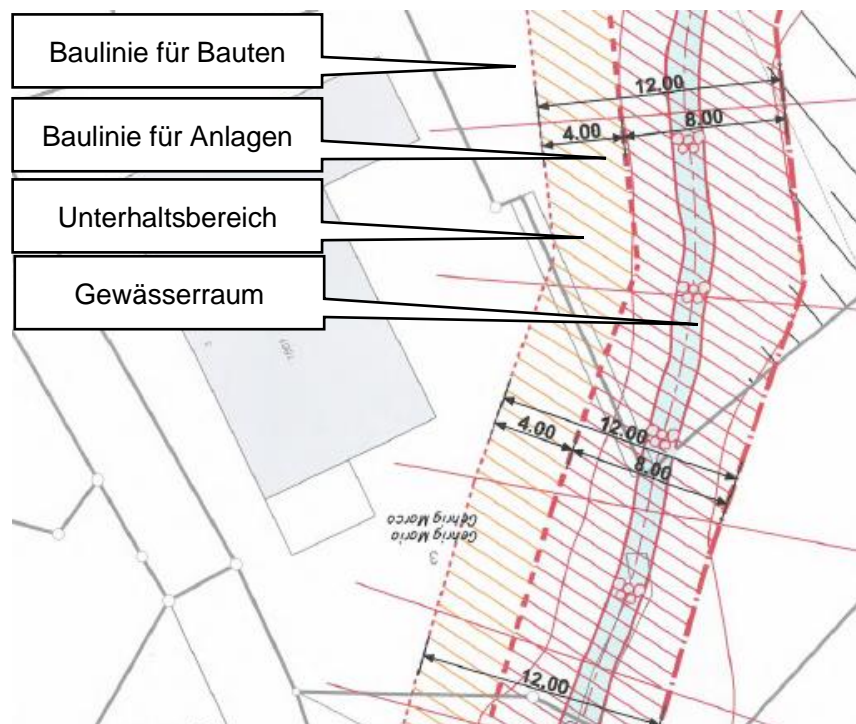 Baulinie für Bauten
Baulinie für Anlagen
Unterhaltsbereich
Gewässerraum
12.00
4.00
8.00
12.00
4.00
8.00
Gehrig Maria
Gehrig Marco
3
12.00